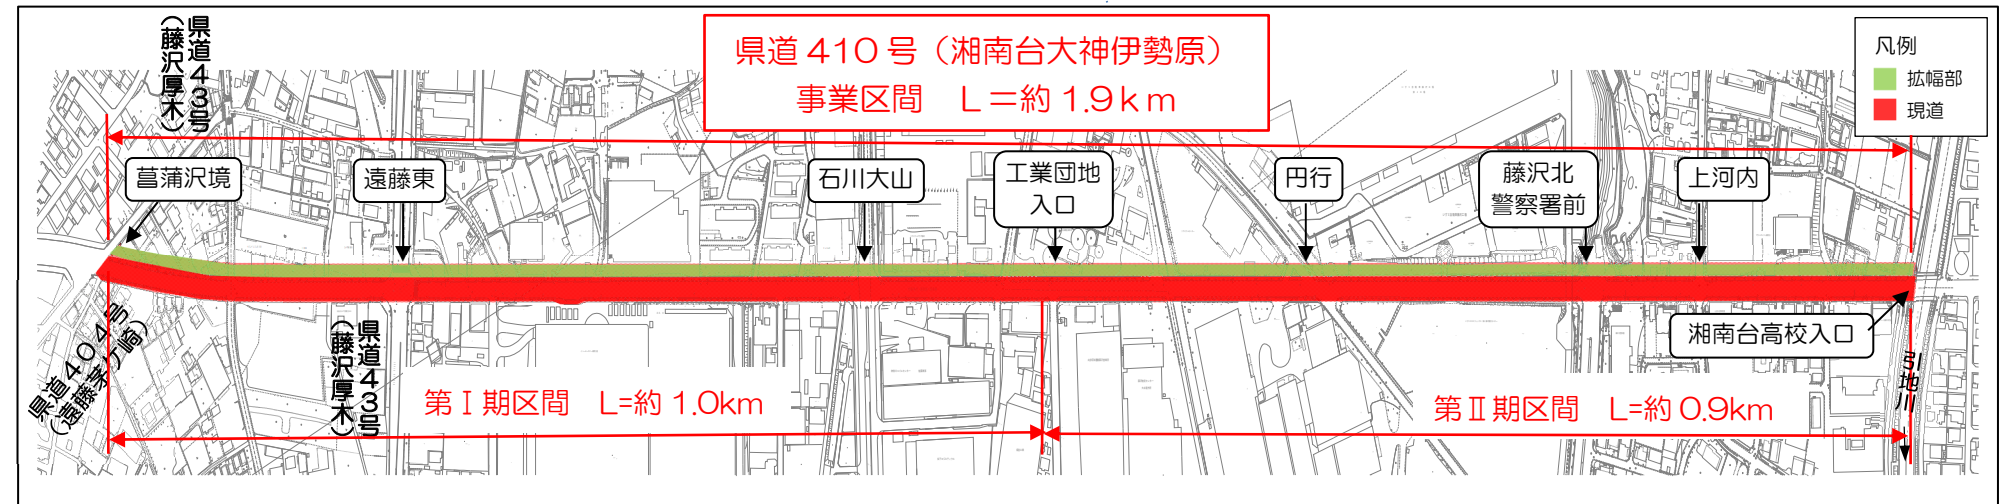 県道410号（湘南台大神伊勢原）
事業区間　L＝約1.9km
凡例
拡幅部
現道
県道43号
（藤沢厚木）
菖蒲沢境
遠藤東
石川大山
工業団地
入口
円行
藤沢北
警察署前
上河内
湘南台高校入口
引地川
県道404号
（遠藤茅ケ崎）
県道43号
（藤沢厚木）
第Ⅰ期区間　L=約1.0km
第Ⅱ期区間　L=約0.9km